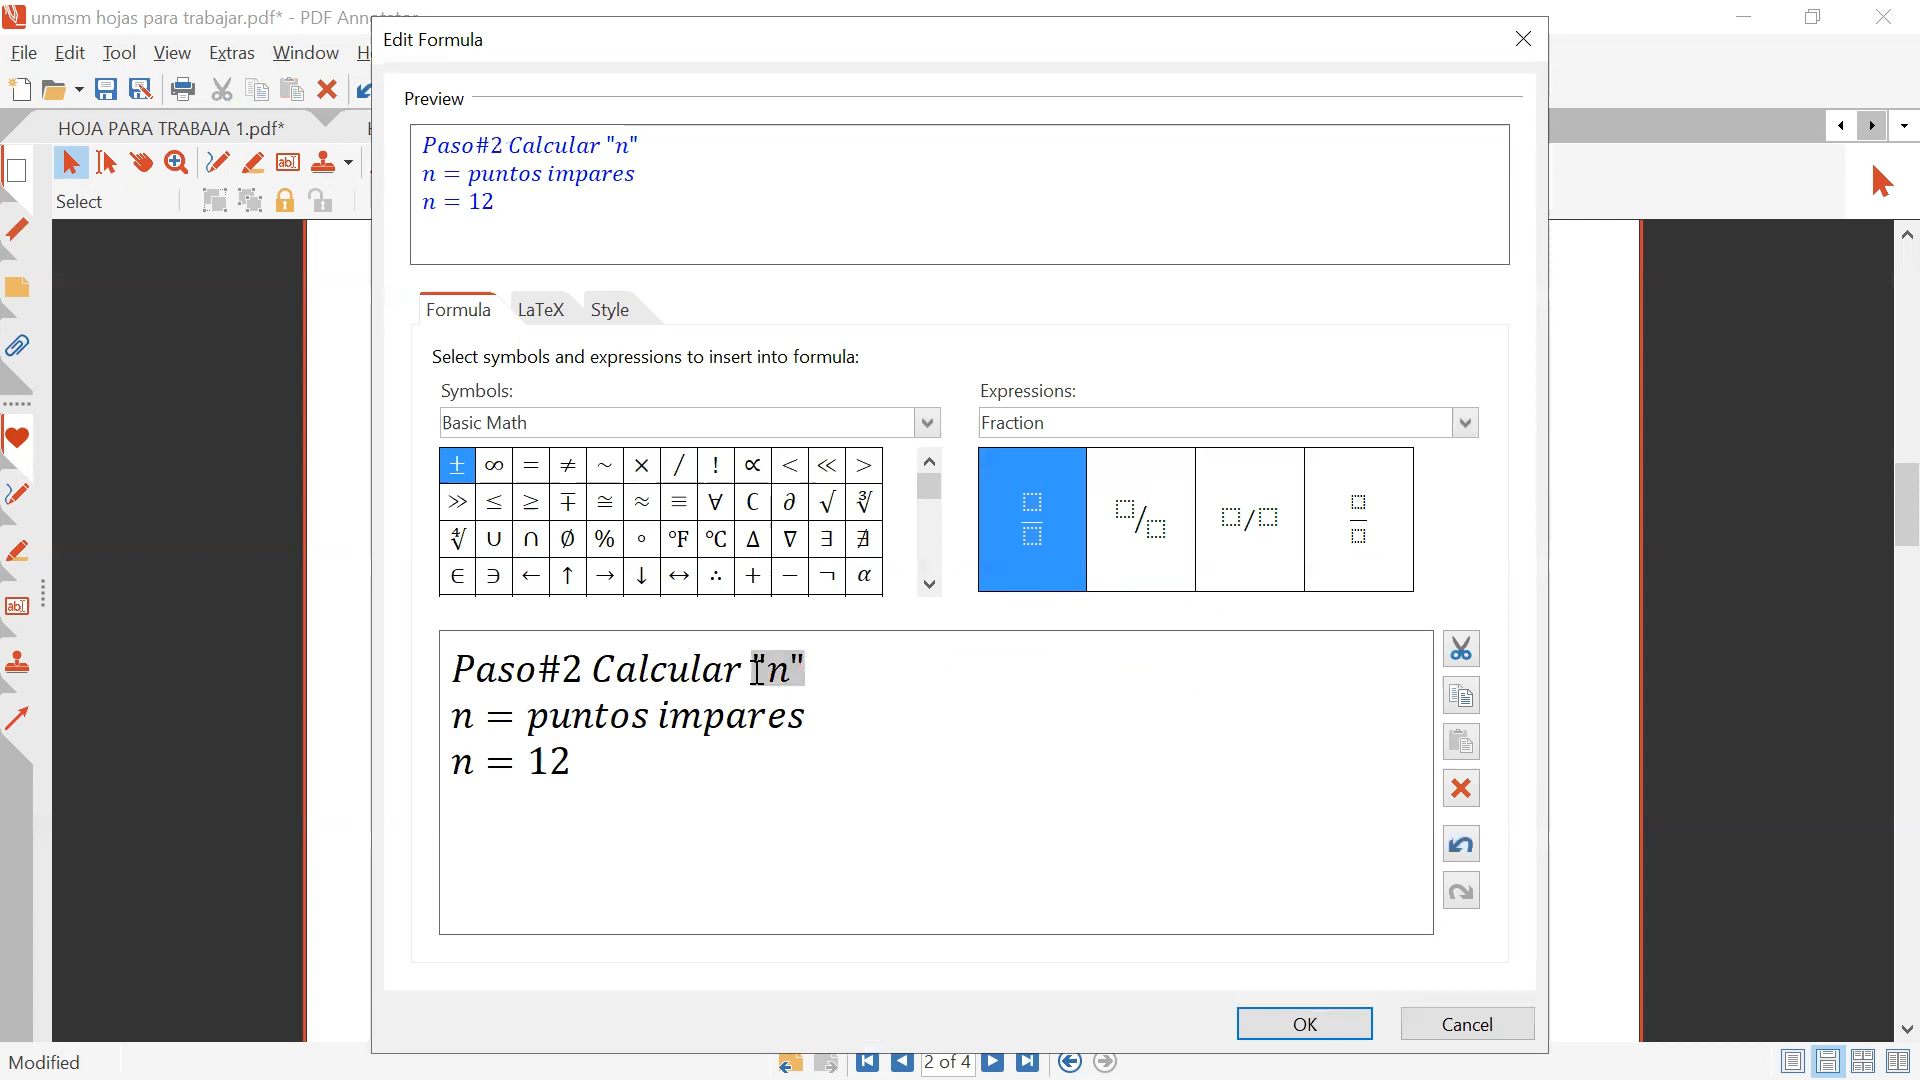 unmsm hojas para trabajar.pdf* - PDF Annotator
Edit Formula
File Edit Tool View Extras Window
Preview
HOJA PARA TRABAJA 1.pdf*
Paso#2 Calcular "n"
n = puntos impares
n = 12
Select
Formula LaTeX Style
Select symbols and expressions to insert into formula:
Symbols: Expressions:
Basic Math Fraction
± ∞ = ≠ ~ × / ! ∝ < ≪ >
≫ ≤ ≥ ∓ ≅ ≈ ≡ ∀ C ∂ √ ∛
∜ ∪ ∩ ∅ % ∘ °F °C ∆ ∇ ∃ ∄
∈ ∋ ← ↑ → ↓ ↔ ∴ + − ¬ α
Paso#2 Calcular "n"
n = puntos impares
n = 12
OK Cancel
Modified 2 of 4